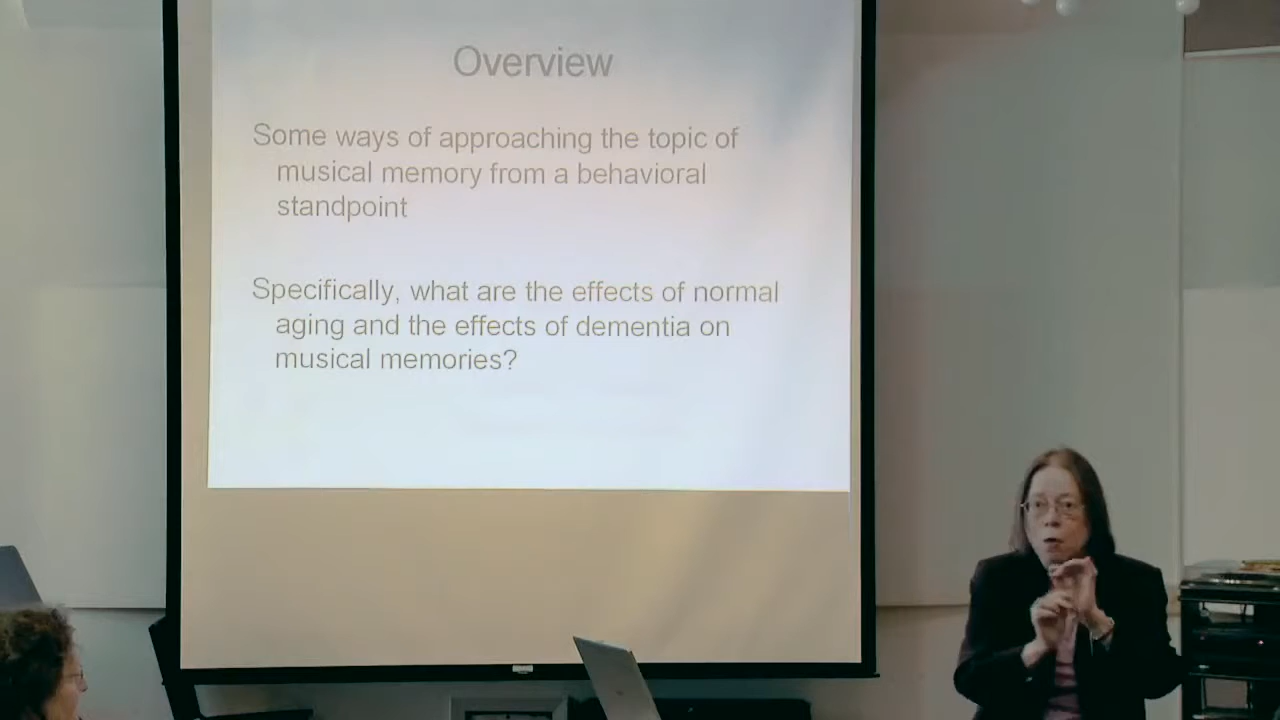 Overview
Some ways of approaching the topic of
musical memory from a behavioral
standpoint
Specifically, what are the effects of normal
aging and the effects of dementia on
musical memories?